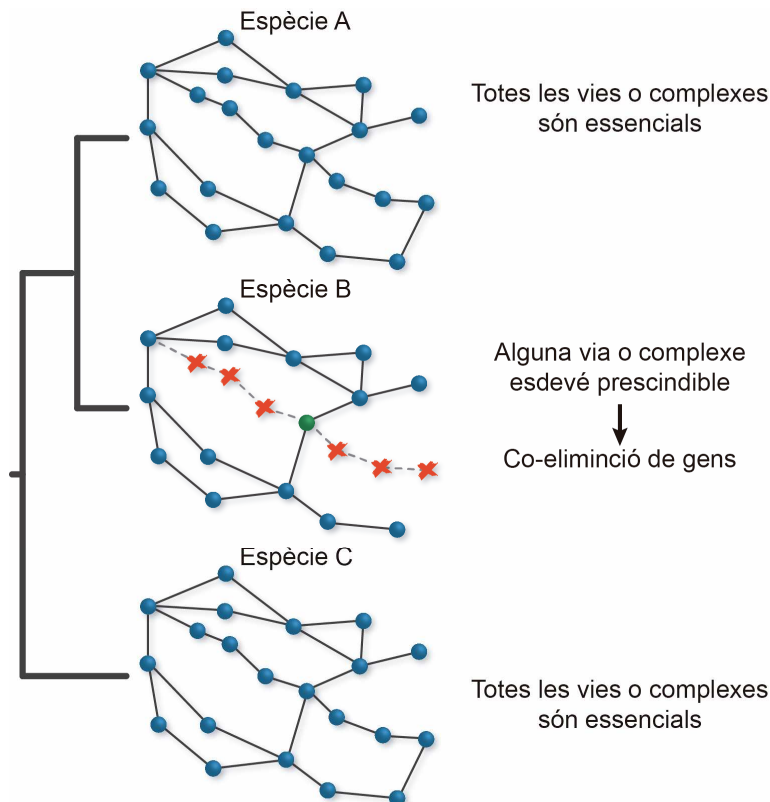 Espècie A
Totes les vies o complexes
són essencials
Espècie B
Alguna via o complexe
esdevé prescindible
Co-eliminció de gens
Espècie C
Totes les vies o complexes
són essencials